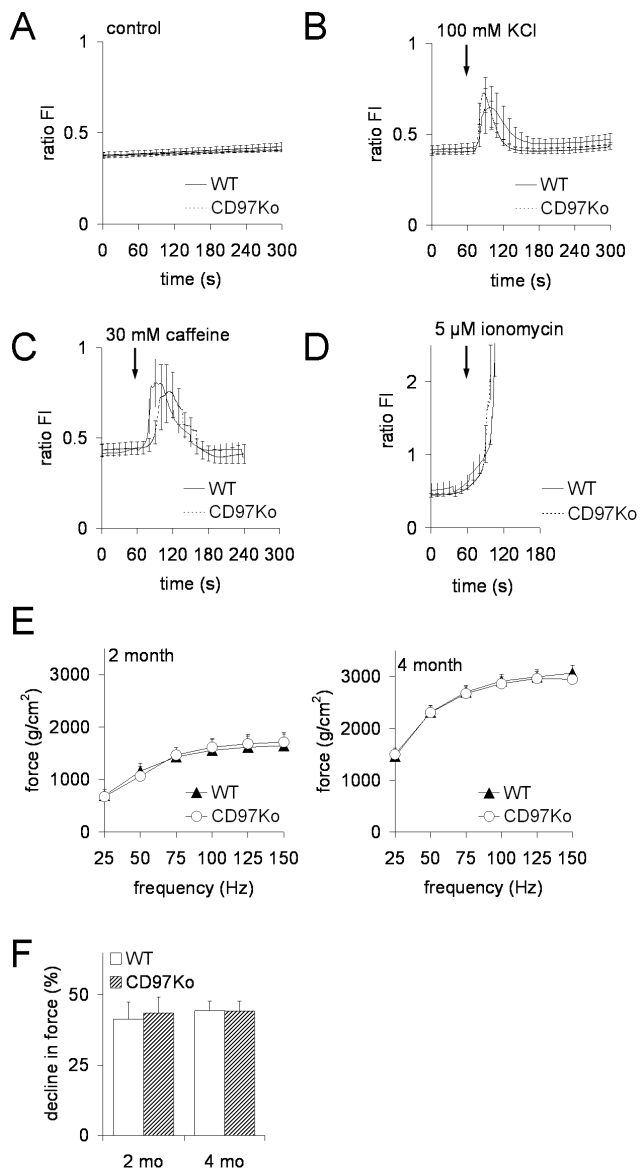 A
control
ratio FI
1
0.5
0
WT
CD97Ko
0 60 120 180 240 300
time (s)
B
100 mM KCl
ratio FI
1
0.5
0
WT
CD97Ko
0 60 120 180 240 300
time (s)
C
30 mM caffeine
ratio FI
1
0.5
0
WT
CD97Ko
0 60 120 180 240 300
time (s)
D
5 µM ionomycin
ratio FI
2
1
0
WT
CD97Ko
0 60 120 180
time (s)
E
2 month
force (g/cm²)
3000
2000
1000
0
WT
CD97Ko
25 50 75 100 125 150
frequency (Hz)
4 month
force (g/cm²)
3000
2000
1000
0
WT
CD97Ko
25 50 75 100 125 150
frequency (Hz)
F
WT
CD97Ko
decline in force (%)
50
25
0
2 mo 4 mo